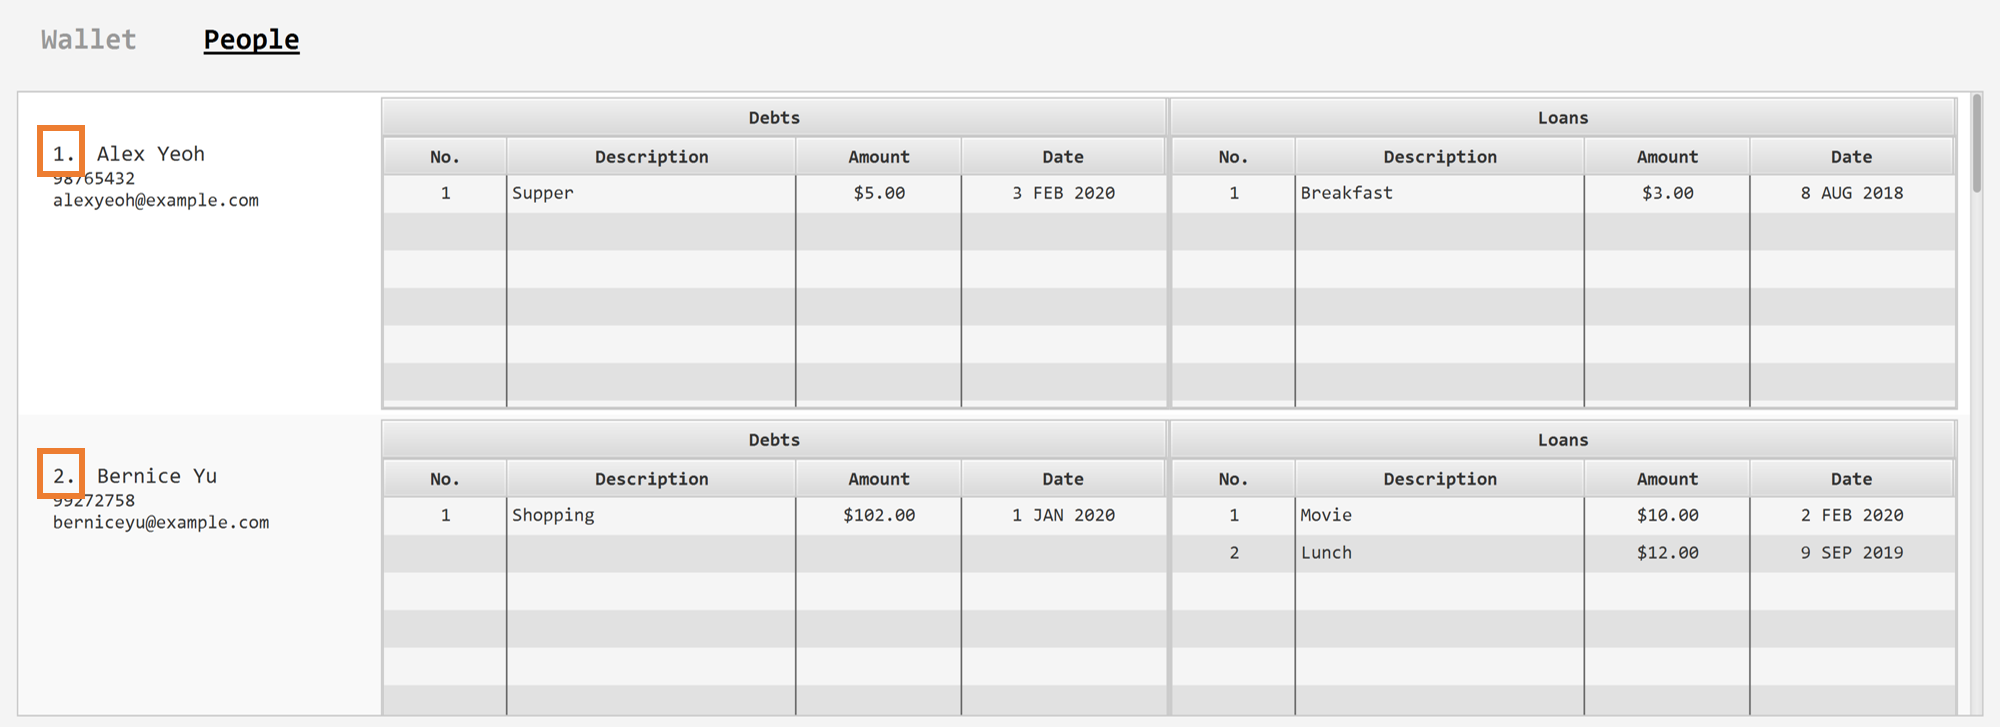 Wallet People
1. Alex Yeoh
98765432
alexyeoh@example.com
Debts Loans
No. Description Amount Date No. Description Amount Date
1 Supper $5.00 3 FEB 2020 1 Breakfast $3.00 8 AUG 2018
2. Bernice Yu
99272758
berniceyu@example.com
Debts Loans
No. Description Amount Date No. Description Amount Date
1 Shopping $102.00 1 JAN 2020 1 Movie $10.00 2 FEB 2020
2 Lunch $12.00 9 SEP 2019